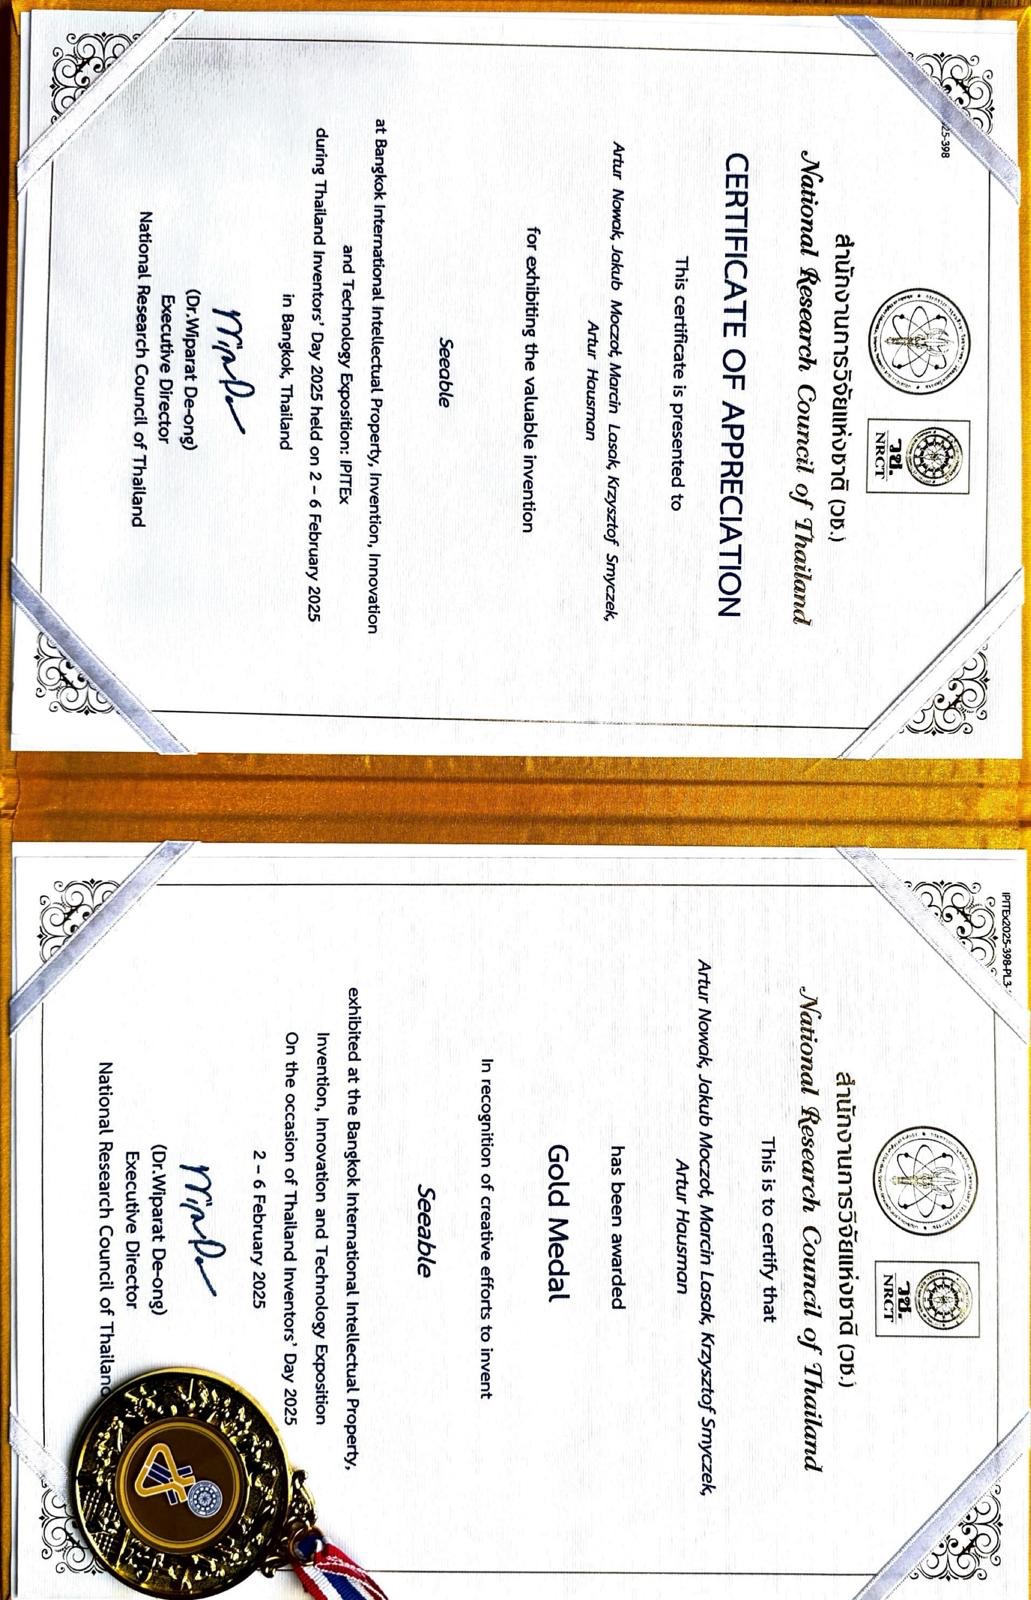 25-398
วช.
NRCT
สำนักงานการวิจัยแห่งชาติ (วช.)
National Research Council of Thailand
CERTIFICATE OF APPRECIATION
This certificate is presented to
Artur Nowak, Jakub Moczoł, Marcin Lasak, Krzysztof Smyczek,
Artur Hausman
for exhibiting the valuable invention
Seeable
at Bangkok International Intellectual Property, Invention, Innovation
and Technology Exposition: IPITEx
during Thailand Inventors’ Day 2025 held on 2 – 6 February 2025
in Bangkok, Thailand
(Dr.Wiparat De-ong)
Executive Director
National Research Council of Thailand
IPITEx2025-398-PL3-
วช.
NRCT
สำนักงานการวิจัยแห่งชาติ (วช.)
National Research Council of Thailand
This is to certify that
Artur Nowak, Jakub Moczoł, Marcin Lasak, Krzysztof Smyczek,
Artur Hausman
has been awarded
Gold Medal
In recognition of creative efforts to invent
Seeable
exhibited at the Bangkok International Intellectual Property,
Invention, Innovation and Technology Exposition
On the occasion of Thailand Inventors’ Day 2025
2 – 6 February 2025
(Dr.Wiparat De-ong)
Executive Director
National Research Council of Thailand